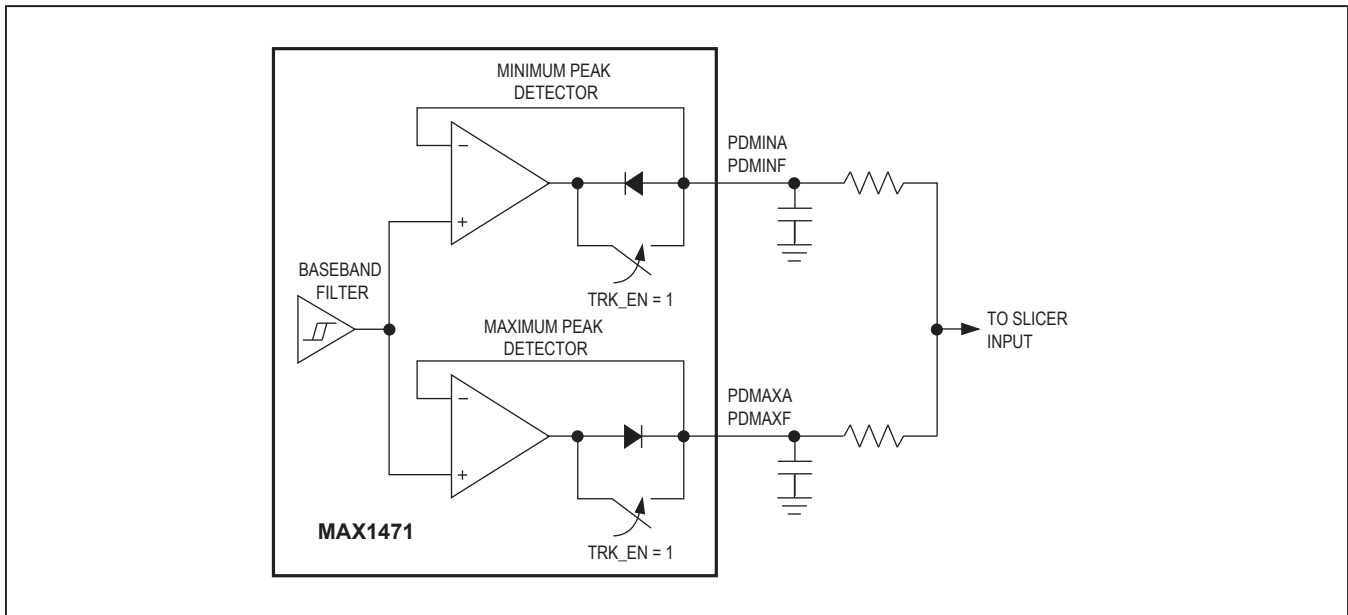 MINIMUM PEAK
DETECTOR
PDMINA
PDMINF
−
+
TRK_EN = 1
BASEBAND
FILTER
MAXIMUM PEAK
DETECTOR
TO SLICER
INPUT
PDMAXA
PDMAXF
−
+
MAX1471
TRK_EN = 1